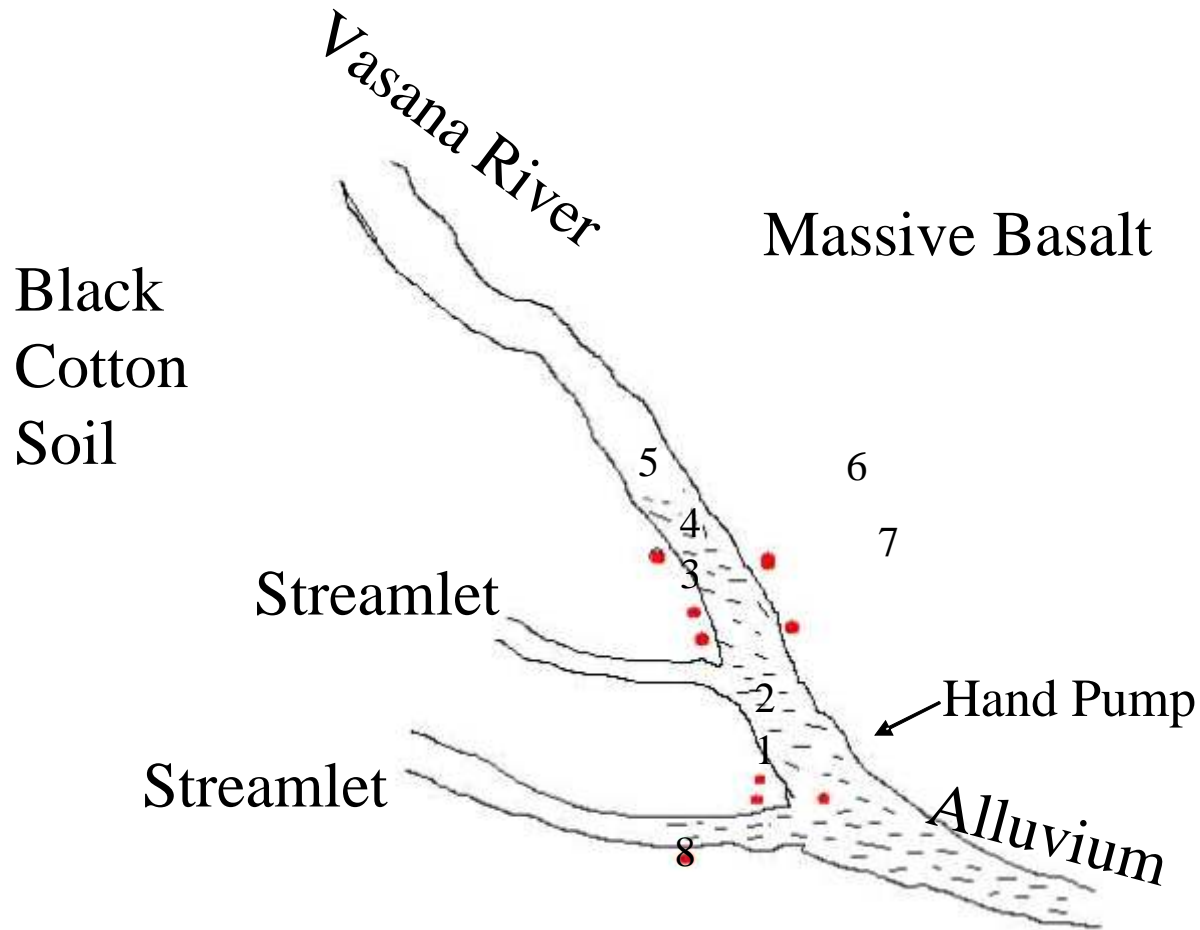 Vasana River
Massive Basalt
Black
Cotton
Soil
5
6
4
7
3
Streamlet
2
Hand Pump
1
Streamlet
Alluvium
8